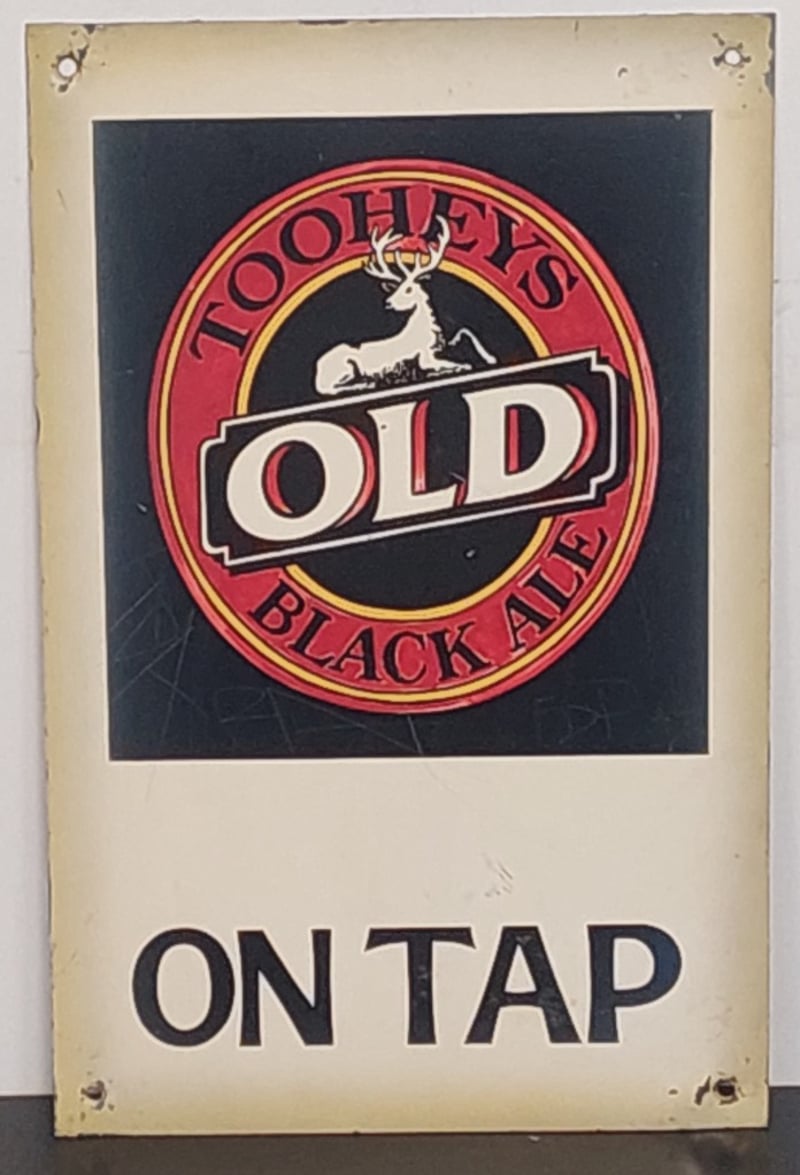 TOOHEYS
OLD
BLACK ALE
ON TAP